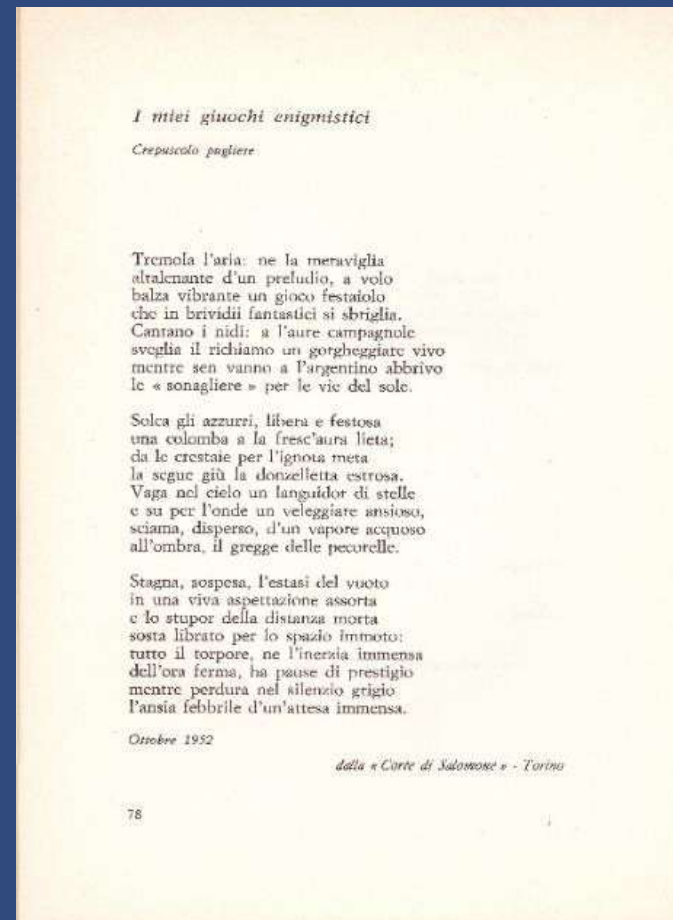 I miei giuochi enigmistici
Crepuscolo pugliese
Tremola l'aria: ne la meraviglia
altalenante d'un preludio, a volo
balza vibrante un gioco festaiolo
che in brividii fantastici si sbriglia.
Cantano i nidi: a l'aure campagnole
sveglia il richiamo un gorgheggiare vivo
mentre sen vanno a l'argentino abbrivo
le « sonagliere » per le vie del sole.
Solca gli azzurri, libera e festosa
una colomba a la fresc'aura lieta;
da le crestaie per l'ignota meta
la segue giù la donzelletta estrosa.
Vaga nel cielo un languidor di stelle
e su per l'onde un veleggiare ansioso,
sciama, disperso, d'un vapore acquoso
all'ombra, il gregge delle pecorelle.
Stagna, sospesa, l'estasi del vuoto
in una viva aspettazione assorta
e lo stupor della distanza morta
sosta librato per lo spazio immoto:
tutto il torpore, ne l'inerzia immensa
dell'ora ferma, ha pause di prestigio
mentre perdura nel silenzio grigio
l'ansia febbrile d'un'attesa immensa.
Ottobre 1952
dalla « Corte di Salomone » - Torino
78